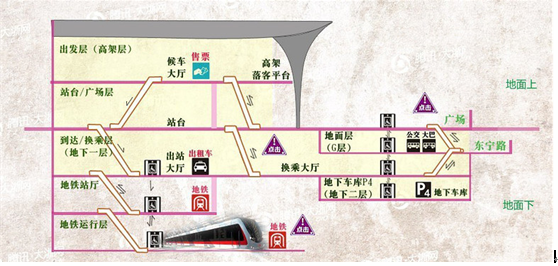 出发层（高架层）
候车
大厅
售票
高架
落客平台
站台/广场层
地面上
站台
点击
广场
到达/换乘层
（地下一层）
出站
大厅
出租车
点击
换乘大厅
地面层
（G层）
公交 大巴
东宁路
地铁站厅
地铁
地下车库P4
（地下二层）
P4
地下车库
地面下
地铁运行层
地铁
点击